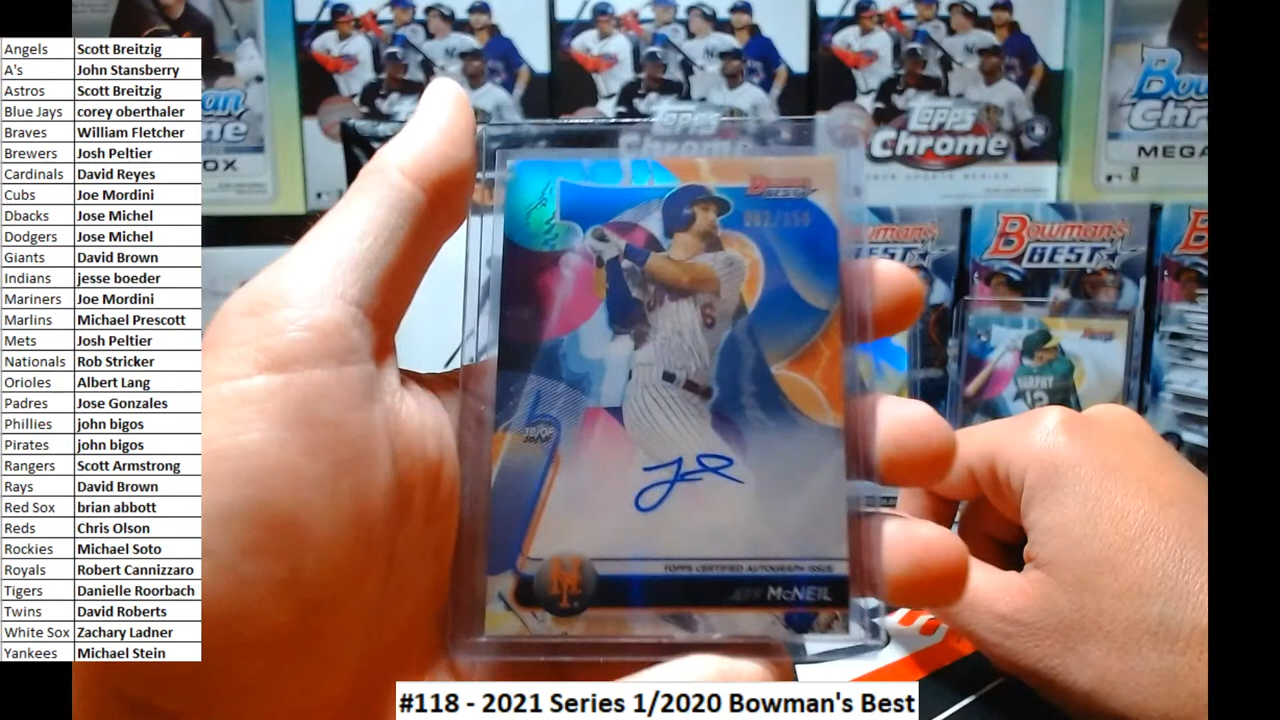 Angels Scott Breitzig
A's John Stansberry
Astros Scott Breitzig
Blue Jays corey oberthaler
Braves William Fletcher
Brewers Josh Peltier
Cardinals David Reyes
Cubs Joe Mordini
Dbacks Jose Michel
Dodgers Jose Michel
Giants David Brown
Indians jesse boeder
Mariners Joe Mordini
Marlins Michael Prescott
Mets Josh Peltier
Nationals Rob Stricker
Orioles Albert Lang
Padres Jose Gonzales
Phillies john bigos
Pirates john bigos
Rangers Scott Armstrong
Rays David Brown
Red Sox brian abbott
Reds Chris Olson
Rockies Michael Soto
Royals Robert Cannizzaro
Tigers Danielle Roorbach
Twins David Roberts
White Sox Zachary Ladner
Yankees Michael Stein
Topps
Chrome
Topps
Chrome
MEGA
Bowman's
BEST
Bowman's
BEST
6
TOPPS CERTIFIED AUTOGRAPH ISSUE
JEFF McNEIL
MURPHY
#118 - 2021 Series 1/2020 Bowman's Best